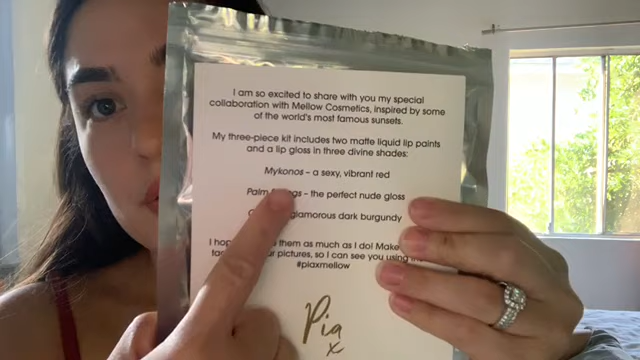 I am so excited to share with you my special
collaboration with Mellow Cosmetics, inspired by some
of the world's most famous sunsets.
My three-piece kit includes two matte liquid lip paints
and a lip gloss in three divine shades:
Mykonos – a sexy, vibrant red
Palm – the perfect nude gloss
glamorous dark burgundy
I them as much as I do! Make
pictures, so I can see you using
#piaxmellow
Pia
x